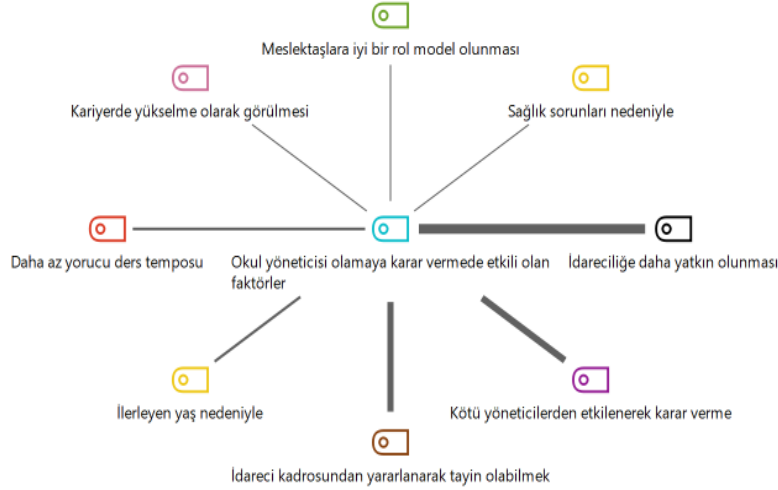 Meslektaşlara iyi bir rol model olunması
Kariyerde yükselme olarak görülmesi
Sağlık sorunları nedeniyle
Daha az yorucu ders temposu
Okul yöneticisi olamaya karar vermede etkili olan
faktörler
İdareciliğe daha yatkın olunması
İlerleyen yaş nedeniyle
Kötü yöneticilerden etkilenerek karar verme
İdareci kadrosundan yararlanarak tayin olabilmek